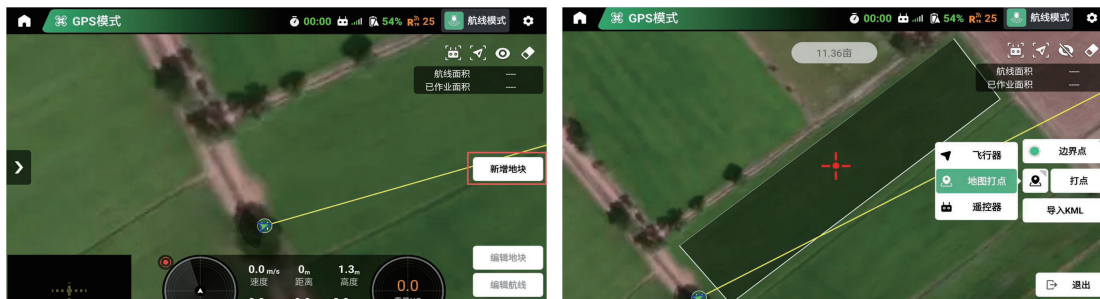 GPS模式
00:00
54%
25
航线模式
航线面积 ----
已作业面积 ----
新增地块
编辑地块
编辑航线
0.0 m/s
速度
0m
距离
1.3m
高度
0.0
GPS模式
00:00
54%
25
航线模式
11.36亩
航线面积 ----
已作业面积 ----
飞行器
边界点
地图打点
打点
遥控器
导入KML
退出